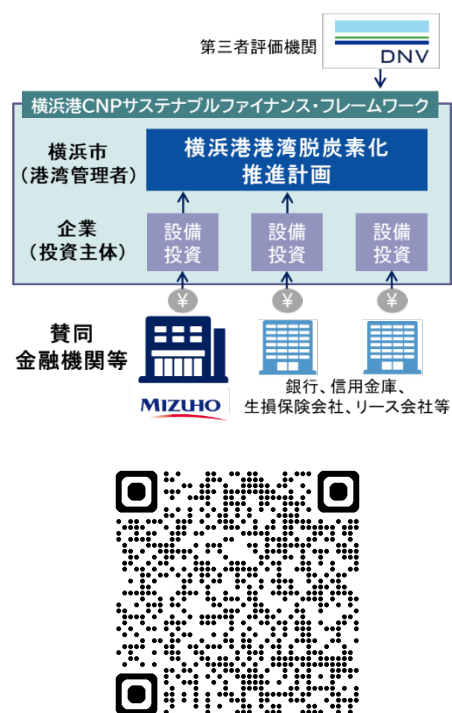 第三者評価機関
DNV
横浜港CNPサステナブルファイナンス・フレームワーク
横浜市
（港湾管理者）
横浜港港湾脱炭素化
推進計画
企業
（投資主体）
設備
投資
設備
投資
設備
投資
¥
¥
¥
賛同
金融機関等
MIZUHO
銀行、信用金庫、
生損保険会社、リース会社等